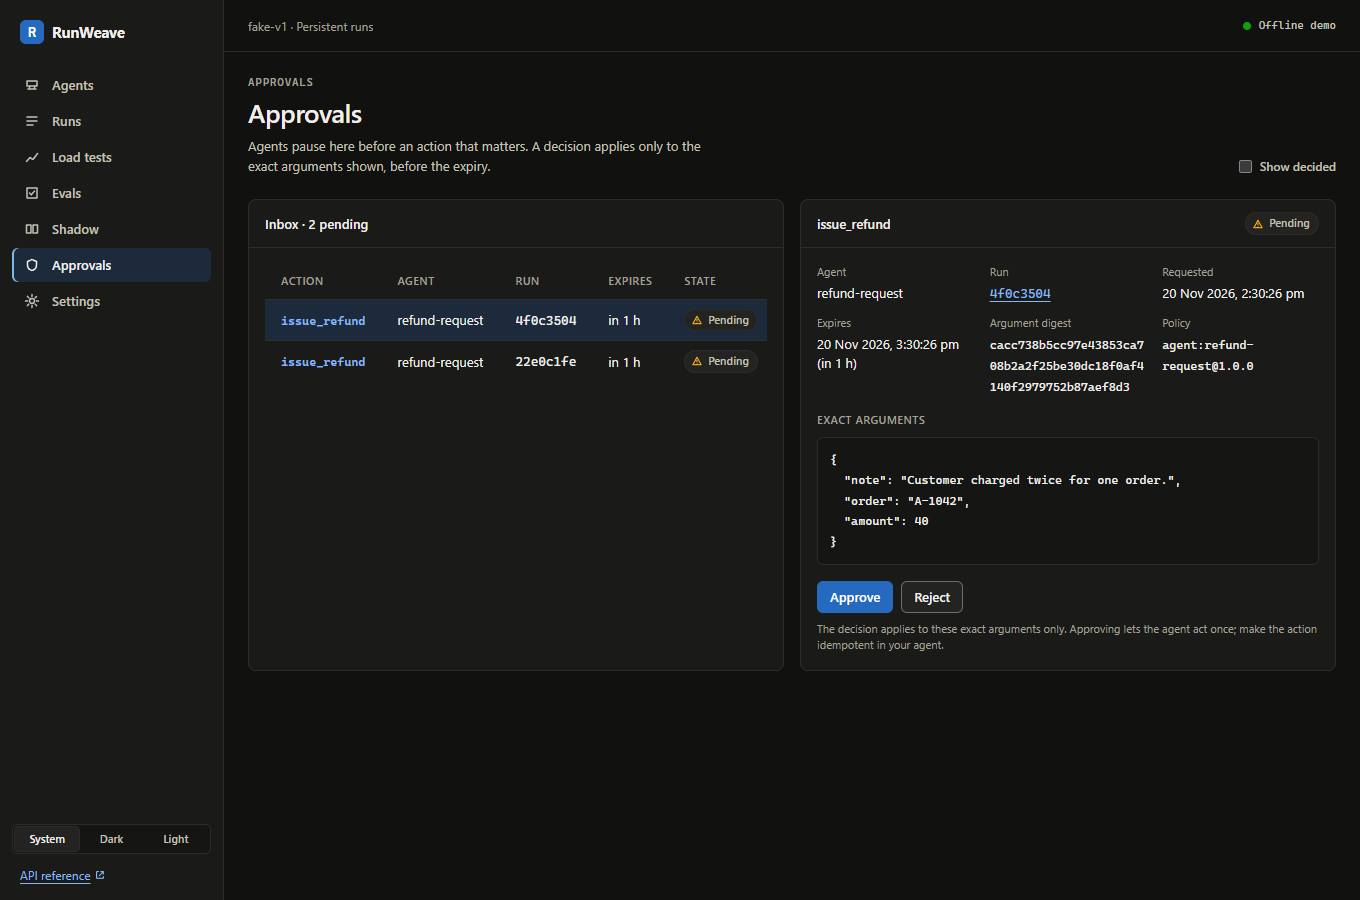 R RunWeave
Agents
Runs
Load tests
Evals
Shadow
Approvals
Settings
System Dark Light
API reference
fake-v1 · Persistent runs
Offline demo
APPROVALS
Approvals
Agents pause here before an action that matters. A decision applies only to the
exact arguments shown, before the expiry.
Show decided
Inbox · 2 pending
ACTION AGENT RUN EXPIRES STATE
issue_refund refund-request 4f0c3504 in 1 h Pending
issue_refund refund-request 22e0c1fe in 1 h Pending
issue_refund Pending
Agent Run Requested
refund-request 4f0c3504 20 Nov 2026, 2:30:26 pm
Expires Argument digest Policy
20 Nov 2026, 3:30:26 pm cacc738b5cc97e43853ca7 agent:refund-
(in 1 h) 08b2a2f25be30dc18f0af4 request@1.0.0
140f2979752b87aef8d3
EXACT ARGUMENTS
{
"note": "Customer charged twice for one order.",
"order": "A-1042",
"amount": 40
}
Approve Reject
The decision applies to these exact arguments only. Approving lets the agent act once; make the action
idempotent in your agent.